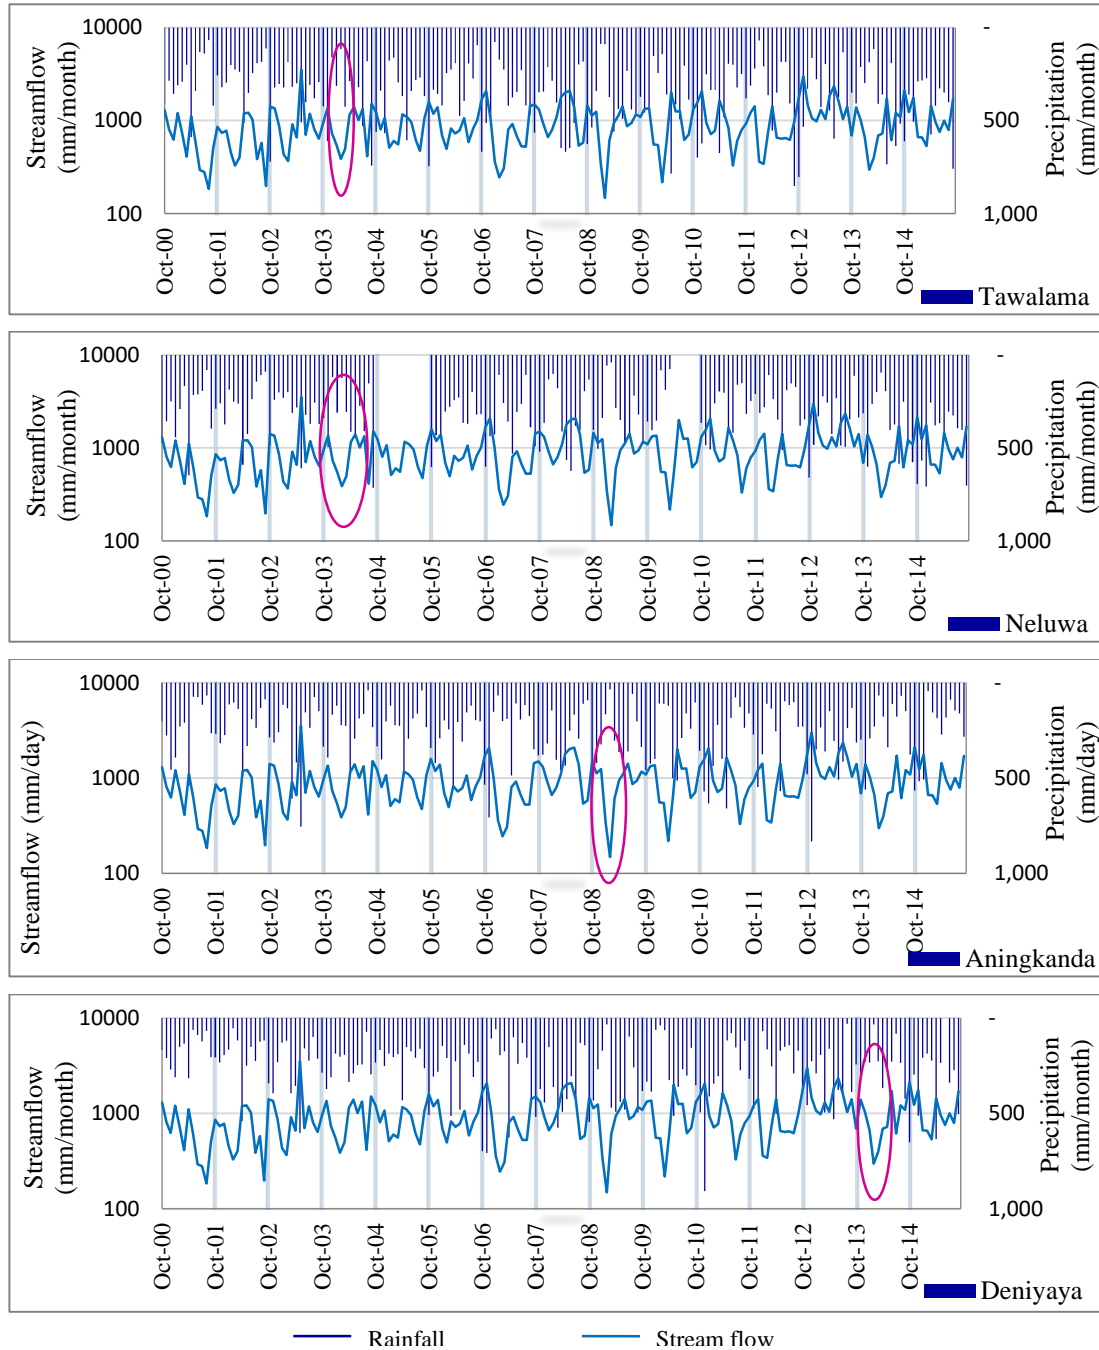 10000
1000
100
Streamflow
(mm/month)
-
500
1,000
Precipitation
(mm/month)
Oct-00
Oct-01
Oct-02
Oct-03
Oct-04
Oct-05
Oct-06
Oct-07
Oct-08
Oct-09
Oct-10
Oct-11
Oct-12
Oct-13
Oct-14
Tawalama
10000
1000
100
Streamflow
(mm/month)
-
500
1,000
Precipitation
(mm/month)
Oct-00
Oct-01
Oct-02
Oct-03
Oct-04
Oct-05
Oct-06
Oct-07
Oct-08
Oct-09
Oct-10
Oct-11
Oct-12
Oct-13
Oct-14
Neluwa
10000
1000
100
Streamflow (mm/day)
-
500
1,000
Precipitation
(mm/day)
Oct-00
Oct-01
Oct-02
Oct-03
Oct-04
Oct-05
Oct-06
Oct-07
Oct-08
Oct-09
Oct-10
Oct-11
Oct-12
Oct-13
Oct-14
Aningkanda
10000
1000
100
Streamflow
(mm/month)
-
500
1,000
Precipitation
(mm/month)
Oct-00
Oct-01
Oct-02
Oct-03
Oct-04
Oct-05
Oct-06
Oct-07
Oct-08
Oct-09
Oct-10
Oct-11
Oct-12
Oct-13
Oct-14
Deniyaya
Rainfall
Stream flow